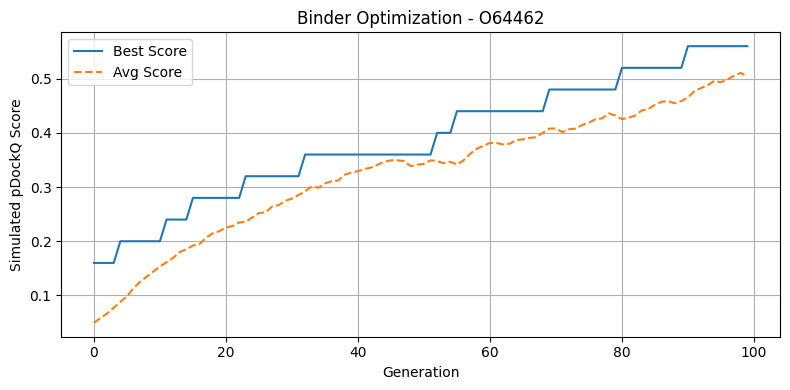 Binder Optimization - O64462
Best Score
Avg Score
Simulated pDockQ Score
0.5
0.4
0.3
0.2
0.1
0 20 40 60 80 100
Generation